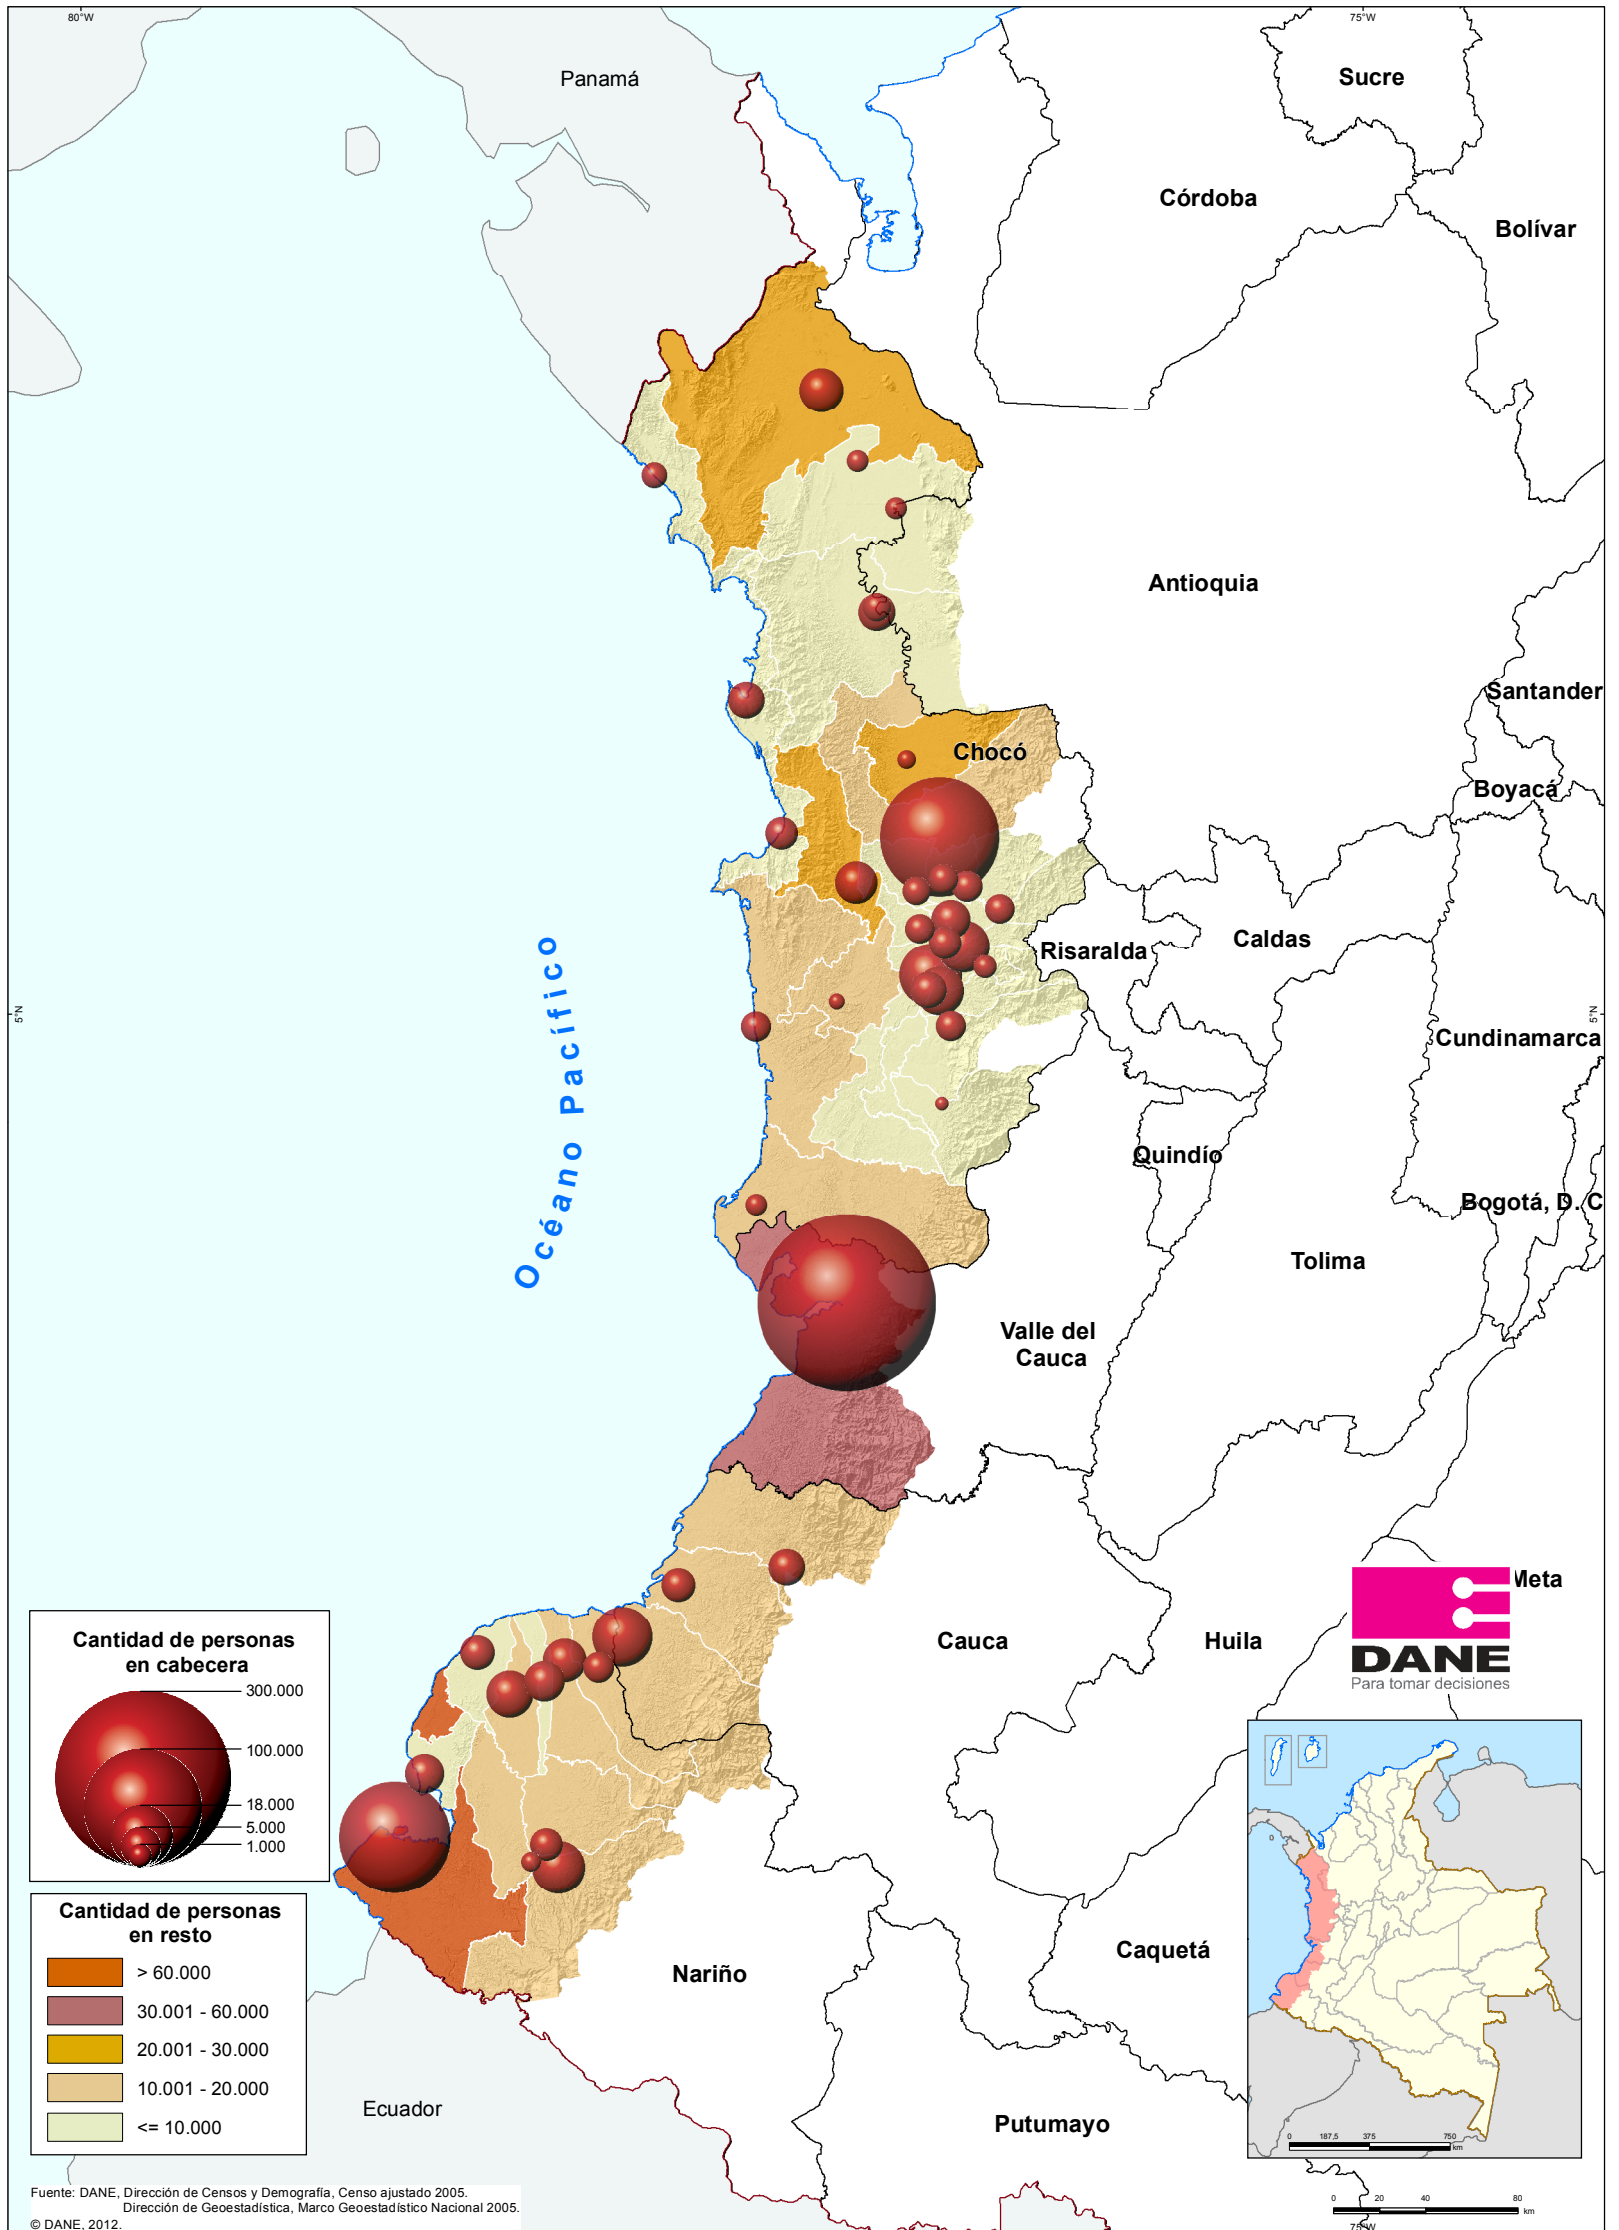 80°W
75°W
Panamá
Sucre
Córdoba
Bolívar
Antioquia
Santander
Chocó
Boyacá
Caldas
Risaralda
Océano Pacífico
5°N
5°N
Cundinamarca
Quindío
Bogotá, D. C
Tolima
Valle del
Cauca
Meta
Cauca
Huila
DANE
Para tomar decisiones
Cantidad de personas
en cabecera
300.000
100.000
18.000
5.000
1.000
Cantidad de personas
en resto
> 60.000
30.001 - 60.000
20.001 - 30.000
10.001 - 20.000
<= 10.000
Caquetá
Nariño
Ecuador
Putumayo
0 187,5 375 750
km
Fuente: DANE, Dirección de Censos y Demografía, Censo ajustado 2005.
Dirección de Geoestadística, Marco Geoestadístico Nacional 2005.
© DANE, 2012.
0 20 40 80
km
75°W